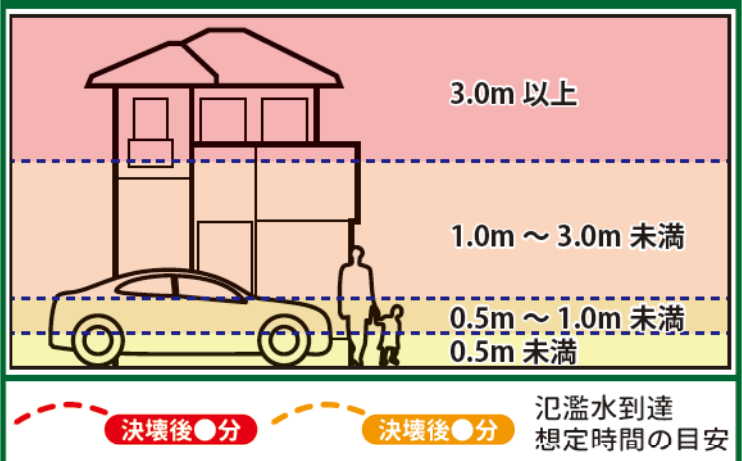 3.0m 以上
1.0m ～ 3.0m 未満
0.5m ～ 1.0m 未満
0.5m 未満
決壊後●分
決壊後●分
氾濫水到達
想定時間の目安